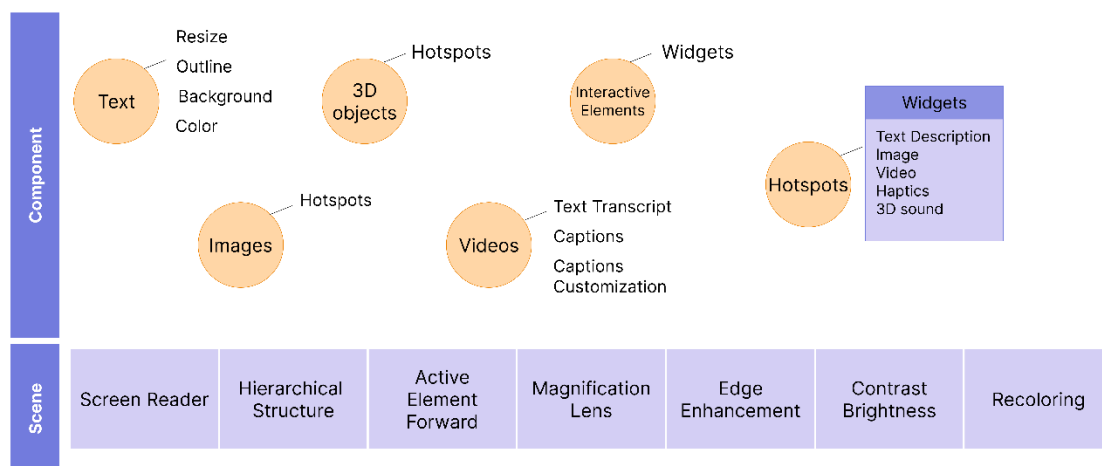 Component
Text
Resize
Outline
Background
Color
3D
objects
Hotspots
Interactive
Elements
Widgets
Hotspots
Widgets
Text Description
Image
Video
Haptics
3D sound
Images
Hotspots
Videos
Text Transcript
Captions
Captions
Customization
Scene
Screen Reader
Hierarchical
Structure
Active
Element
Forward
Magnification
Lens
Edge
Enhancement
Contrast
Brightness
Recoloring